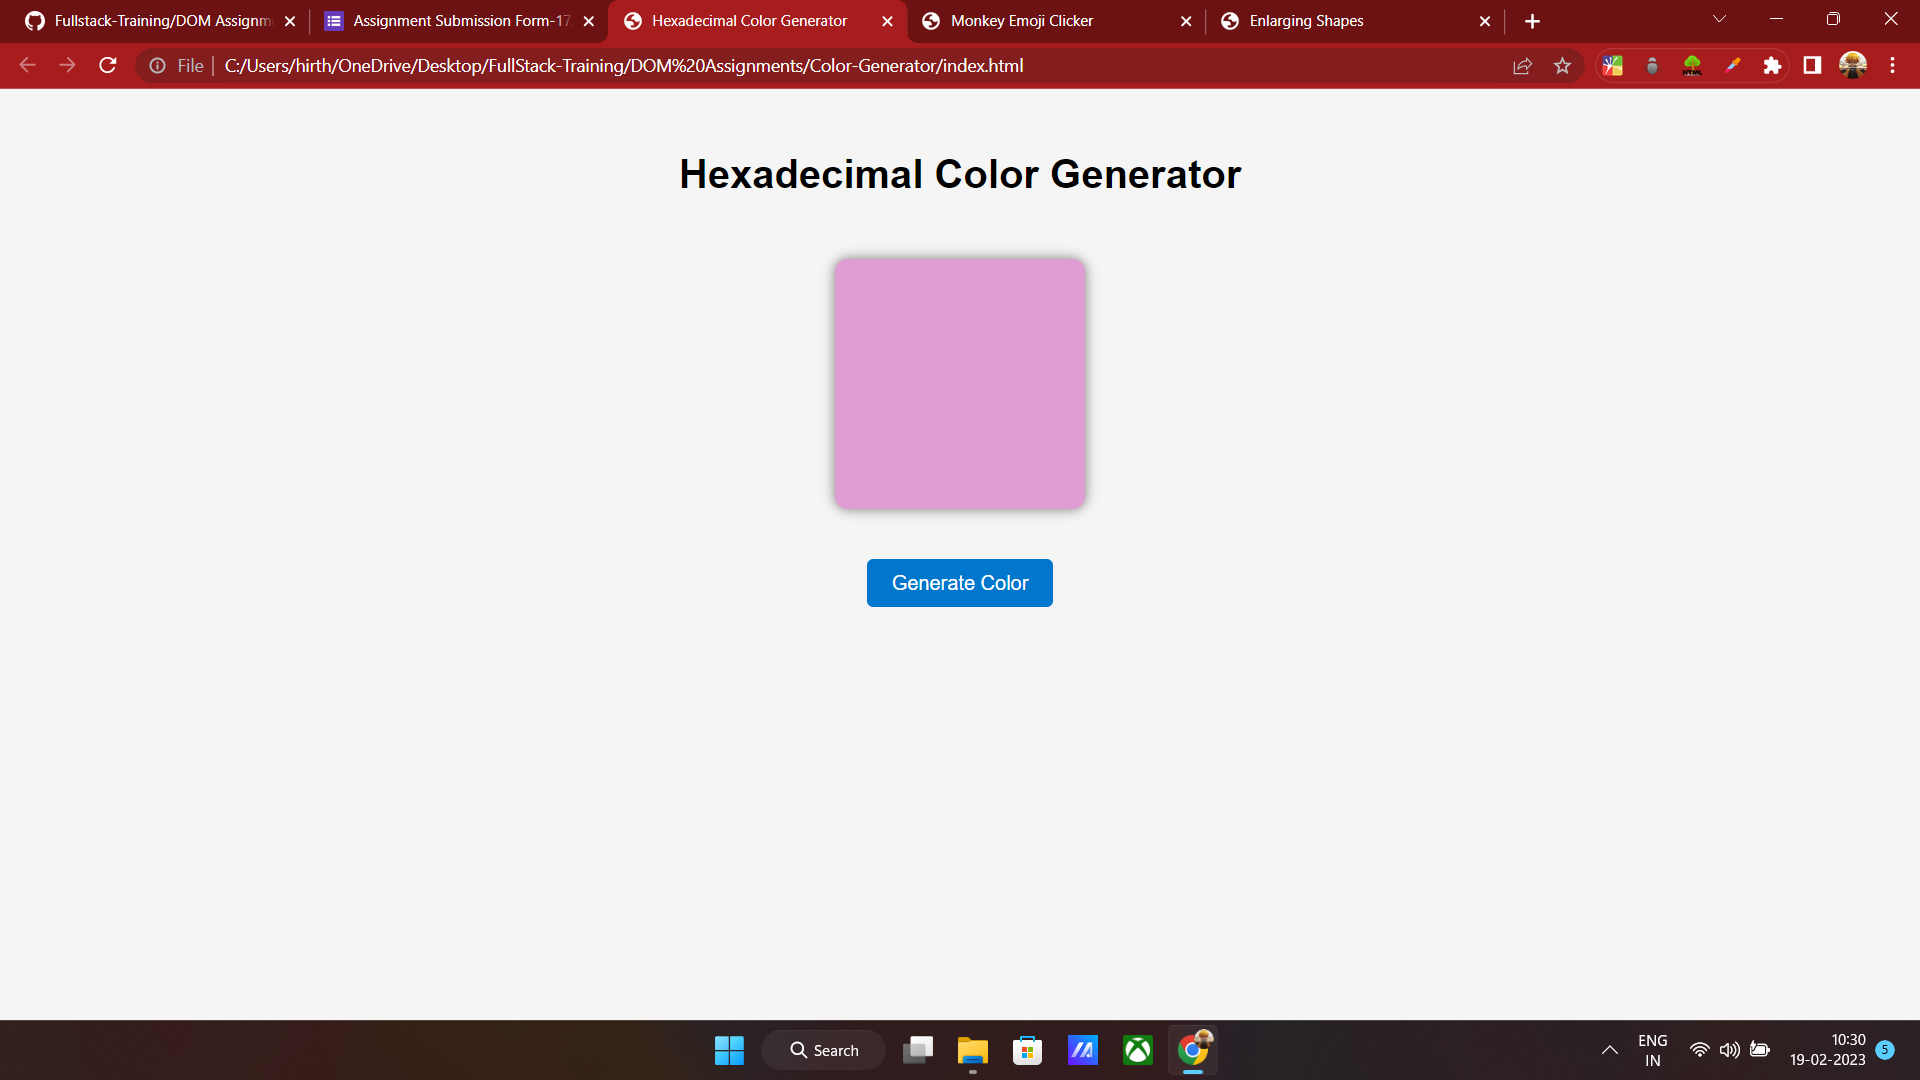 Fullstack-Training/DOM Assignm
Assignment Submission Form-17
Hexadecimal Color Generator
Monkey Emoji Clicker
Enlarging Shapes
File
C:/Users/hirth/OneDrive/Desktop/FullStack-Training/DOM%20Assignments/Color-Generator/index.html
HTML
Hexadecimal Color Generator
Generate Color
Search
ENG
IN
10:30
19-02-2023
5